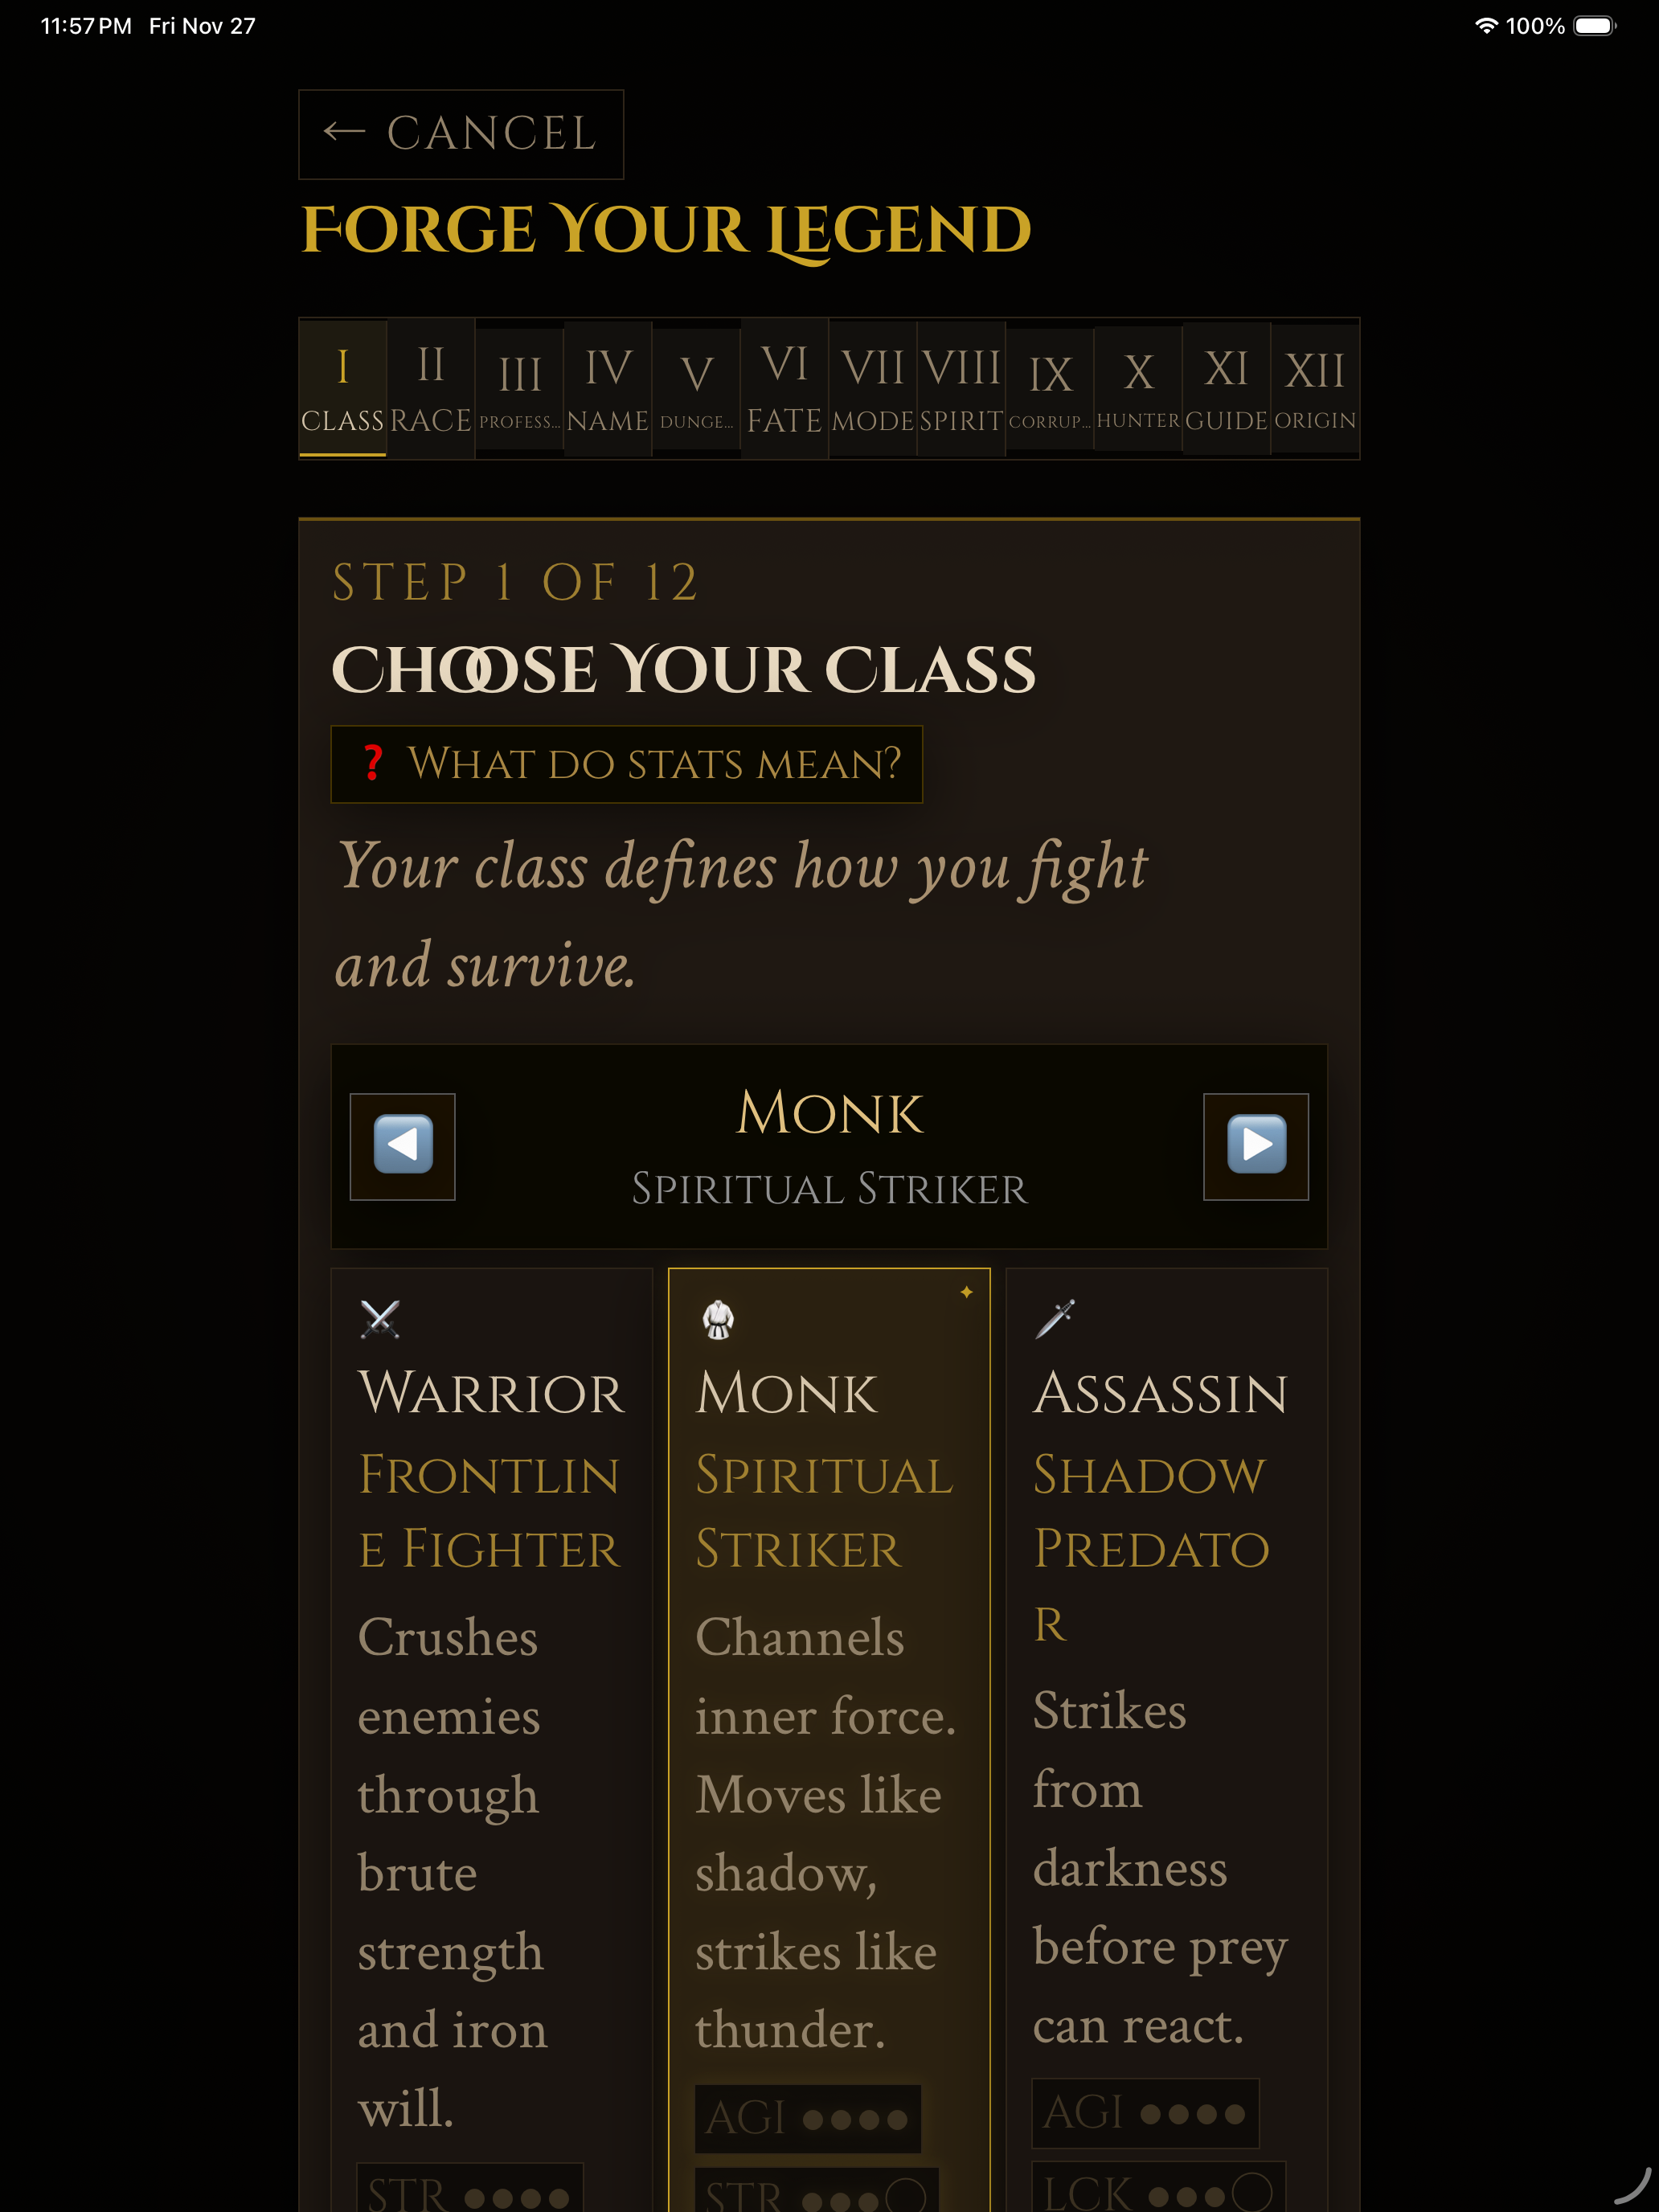 11:57 PM Fri Nov 27
100%
← CANCEL
Forge Your Legend
I
CLASS
II
RACE
III
PROFESS...
IV
NAME
V
DUNGE...
VI
FATE
VII
MODE
VIII
SPIRIT
IX
CORRUP...
X
HUNTER
XI
GUIDE
XII
ORIGIN
STEP 1 OF 12
Choose Your Class
❓ What do stats mean?
Your class defines how you fight
and survive.
Monk
Spiritual Striker
Warrior
Frontlin
e Fighter
Crushes
enemies
through
brute
strength
and iron
will.
STR ●●●●
Monk
Spiritual
Striker
Channels
inner force.
Moves like
shadow,
strikes like
thunder.
AGI ●●●●
STR ●●●○
Assassin
Shadow
Predato
r
Strikes
from
darkness
before prey
can react.
AGI ●●●●
LCK ●●●○